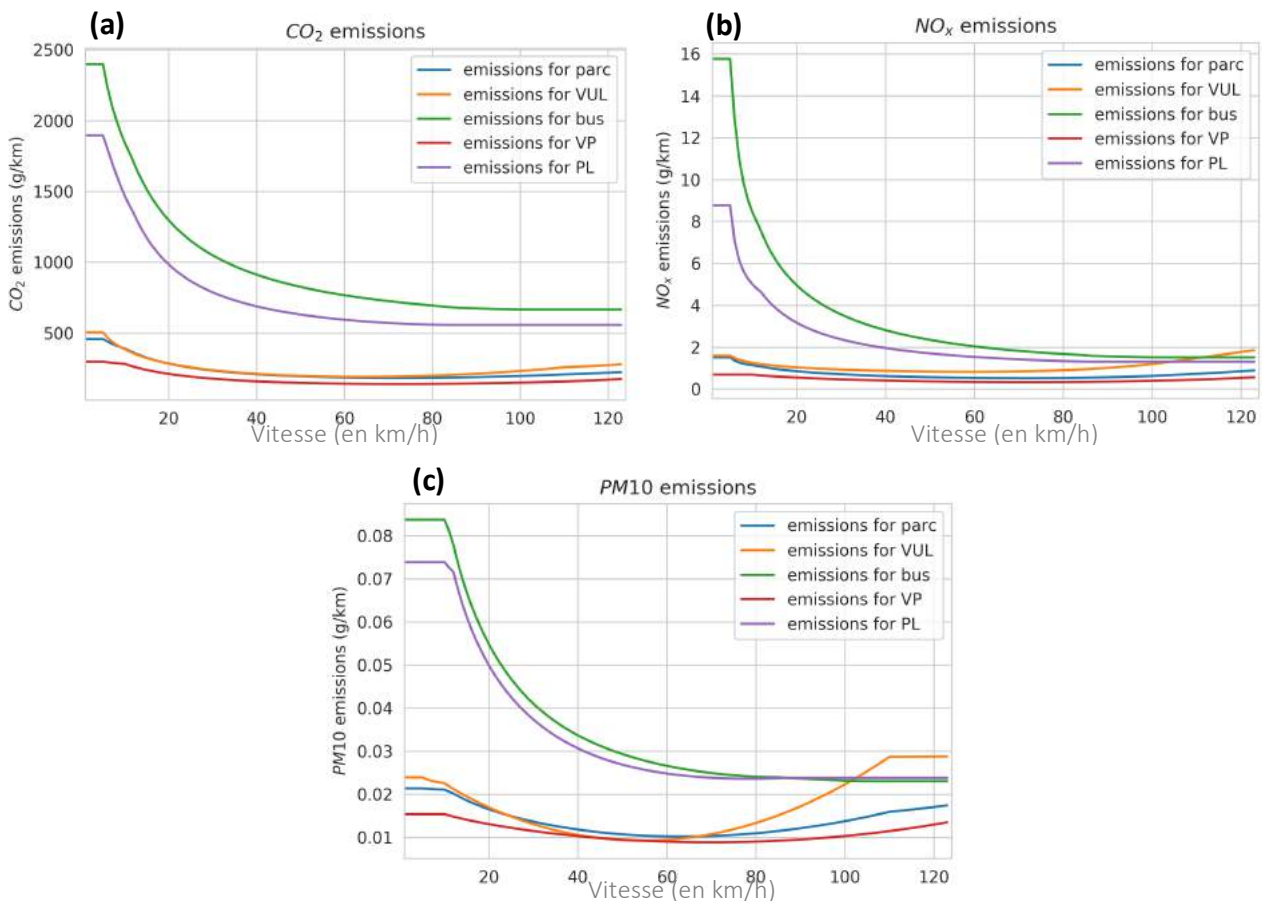 (a)
CO₂ emissions
CO₂ emissions (g/km)
2500
2000
1500
1000
500
emissions for parc
emissions for VUL
emissions for bus
emissions for VP
emissions for PL
20 40 60 80 100 120
Vitesse (en km/h)
(b)
NOₓ emissions
NOₓ emissions (g/km)
16
14
12
10
8
6
4
2
0
emissions for parc
emissions for VUL
emissions for bus
emissions for VP
emissions for PL
20 40 60 80 100 120
Vitesse (en km/h)
(c)
PM10 emissions
PM10 emissions (g/km)
0.08
0.07
0.06
0.05
0.04
0.03
0.02
0.01
emissions for parc
emissions for VUL
emissions for bus
emissions for VP
emissions for PL
20 40 60 80 100 120
Vitesse (en km/h)